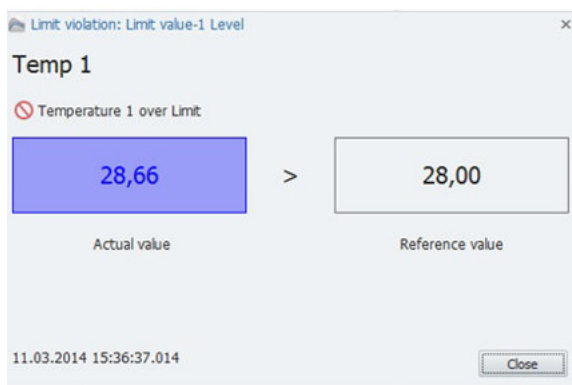 Limit violation: Limit value-1 Level
Temp 1
Temperature 1 over Limit
28,66 > 28,00
Actual value Reference value
11.03.2014 15:36:37.014
Close